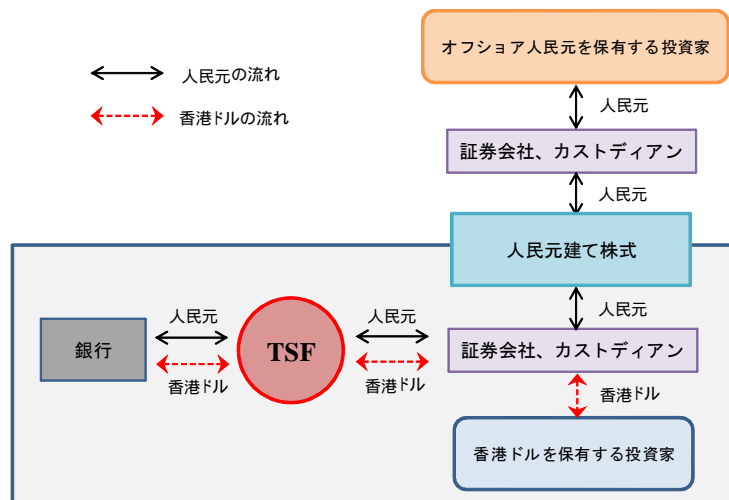 オフショア人民元を保有する投資家
人民元の流れ
人民元
香港ドルの流れ
証券会社、カストディアン
人民元
人民元建て株式
人民元
人民元
人民元
銀行
TSF
証券会社、カストディアン
香港ドル
香港ドル
香港ドル
香港ドルを保有する投資家